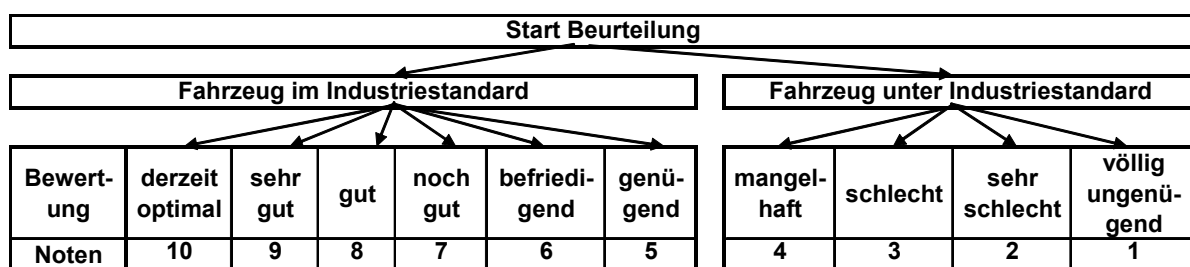 Start Beurteilung
Fahrzeug im Industriestandard
Fahrzeug unter Industriestandard
Bewert-
ung
derzeit
optimal
sehr
gut
gut
noch
gut
befriedi-
gend
genü-
gend
mangel-
haft
schlecht
sehr
schlecht
völlig
ungenü-
gend
Noten 10 9 8 7 6 5 4 3 2 1